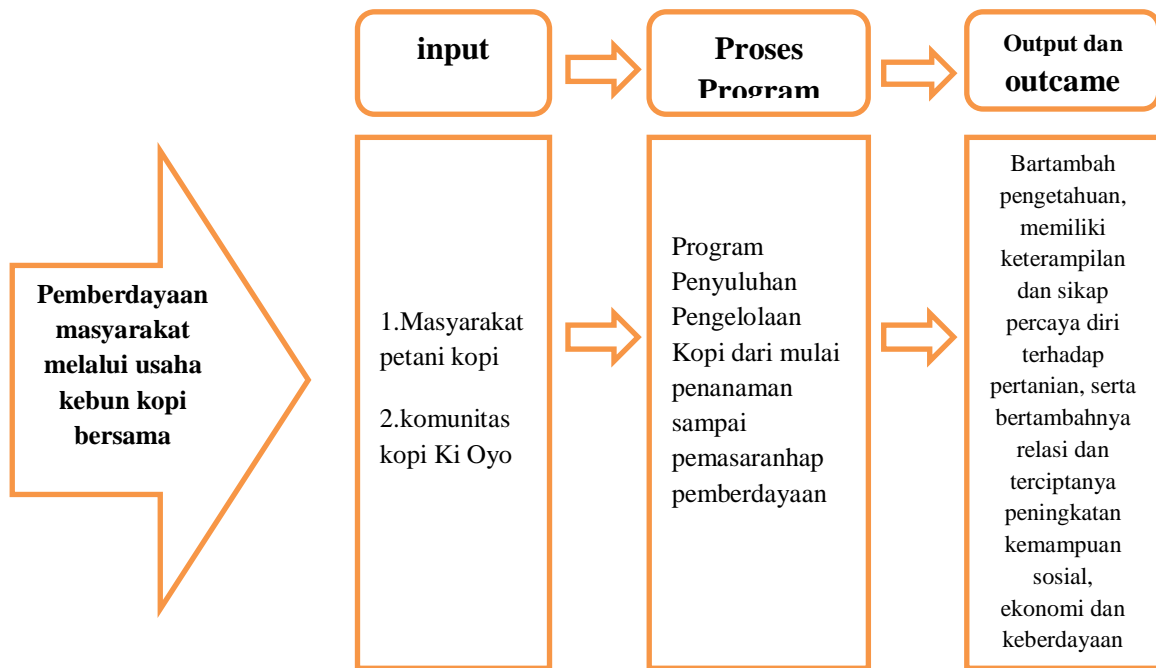 input
Proses
Program
Output dan
outcame
Pemberdayaan
masyarakat
melalui usaha
kebun kopi
bersama
1.Masyarakat
petani kopi
2.komunitas
kopi Ki Oyo
Program
Penyuluhan
Pengelolaan
Kopi dari mulai
penanaman
sampai
pemasaranhap
pemberdayaan
Bartambah
pengetahuan,
memiliki
keterampilan
dan sikap
percaya diri
terhadap
pertanian, serta
bertambahnya
relasi dan
terciptanya
peningkatan
kemampuan
sosial,
ekonomi dan
keberdayaan